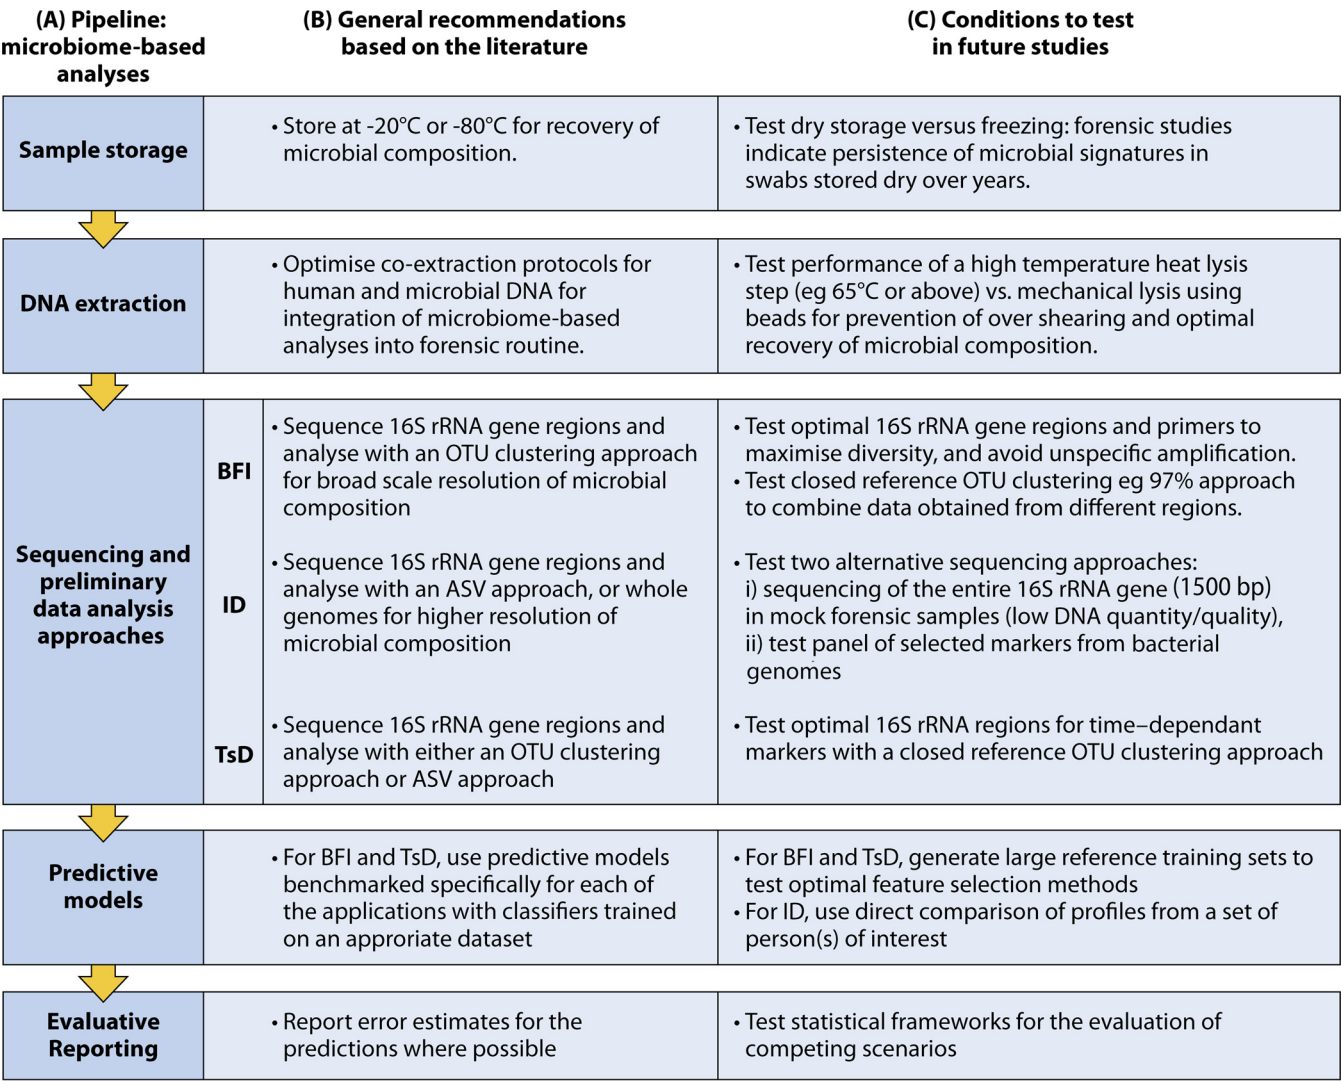 (A) Pipeline:
microbiome-based
analyses
(B) General recommendations
based on the literature
(C) Conditions to test
in future studies
Sample storage
• Store at -20°C or -80°C for recovery of
microbial composition.
• Test dry storage versus freezing: forensic studies
indicate persistence of microbial signatures in
swabs stored dry over years.
DNA extraction
• Optimise co-extraction protocols for
human and microbial DNA for
integration of microbiome-based
analyses into forensic routine.
• Test performance of a high temperature heat lysis
step (eg 65°C or above) vs. mechanical lysis using
beads for prevention of over shearing and optimal
recovery of microbial composition.
Sequencing and
preliminary
data analysis
approaches
BFI
• Sequence 16S rRNA gene regions and
analyse with an OTU clustering approach
for broad scale resolution of microbial
composition
• Test optimal 16S rRNA gene regions and primers to
maximise diversity, and avoid unspecific amplification.
• Test closed reference OTU clustering eg 97% approach
to combine data obtained from different regions.
ID
• Sequence 16S rRNA gene regions and
analyse with an ASV approach, or whole
genomes for higher resolution of
microbial composition
• Test two alternative sequencing approaches:
i) sequencing of the entire 16S rRNA gene (1500 bp)
in mock forensic samples (low DNA quantity/quality),
ii) test panel of selected markers from bacterial
genomes
TsD
• Sequence 16S rRNA gene regions and
analyse with either an OTU clustering
approach or ASV approach
• Test optimal 16S rRNA regions for time–dependant
markers with a closed reference OTU clustering approach
Predictive
models
• For BFI and TsD, use predictive models
benchmarked specifically for each of
the applications with classifiers trained
on an approriate dataset
• For BFI and TsD, generate large reference training sets to
test optimal feature selection methods
• For ID, use direct comparison of profiles from a set of
person(s) of interest
Evaluative
Reporting
• Report error estimates for the
predictions where possible
• Test statistical frameworks for the evaluation of
competing scenarios